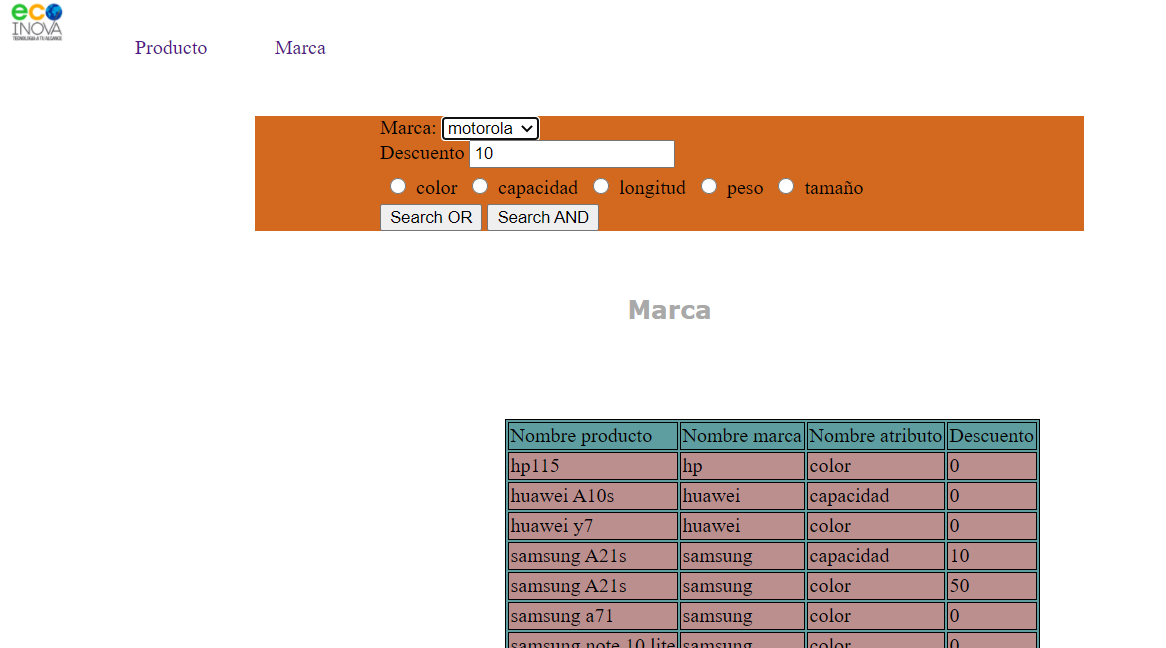 eco
INOVA
TECNOLOGIA A TU ALCANCE
Producto Marca
Marca: motorola
Descuento 10
color capacidad longitud peso tamaño
Search OR Search AND
Marca
Nombre producto Nombre marca Nombre atributo Descuento
hp115 hp color 0
huawei A10s huawei capacidad 0
huawei y7 huawei color 0
samsung A21s samsung capacidad 10
samsung A21s samsung color 50
samsung a71 samsung color 0
samsung note 10 lite samsung color 0